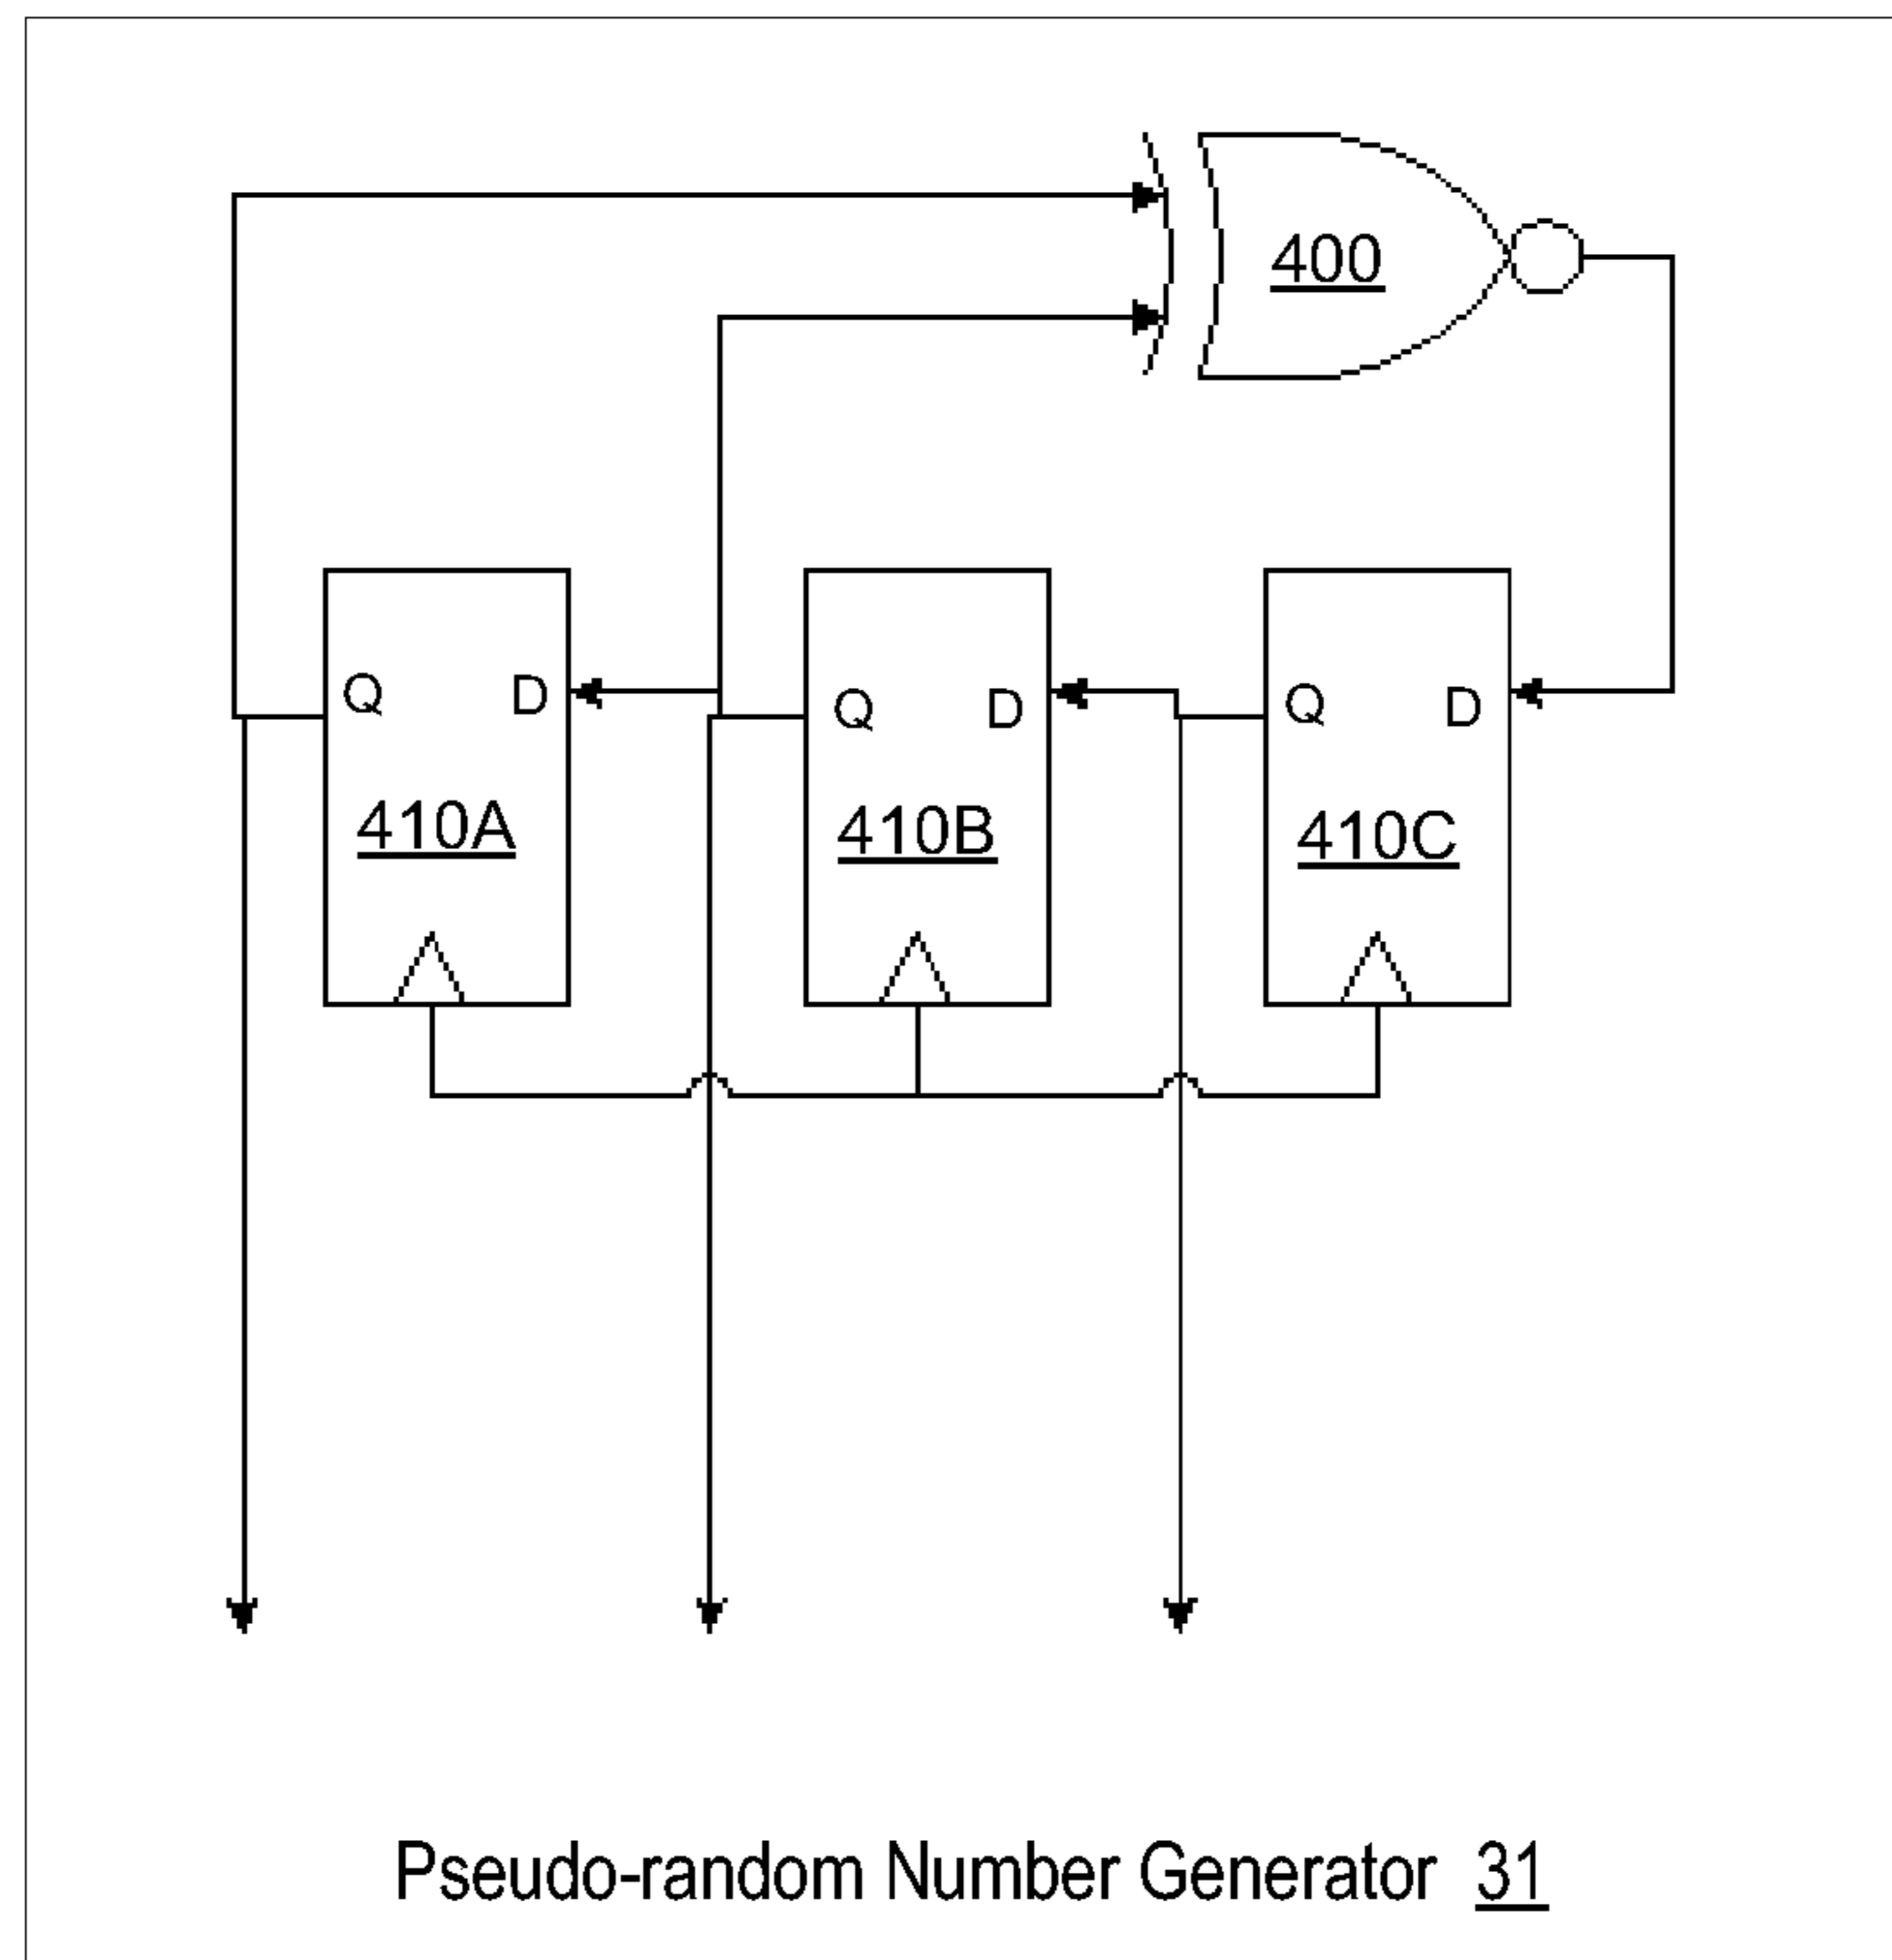 400
Q D
Q D
Q D
410A
410B
410C
Pseudo-random Number Generator 31